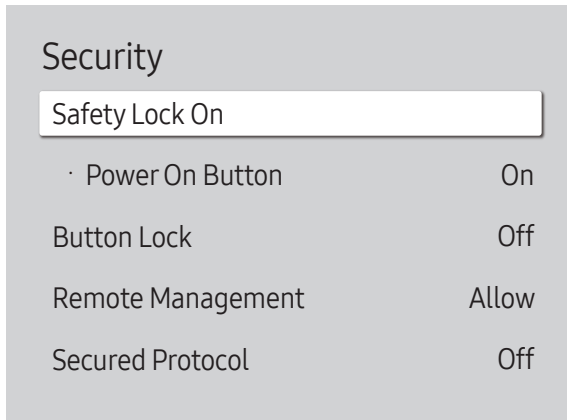 Security
Safety Lock On
· Power On Button On
Button Lock Off
Remote Management Allow
Secured Protocol Off